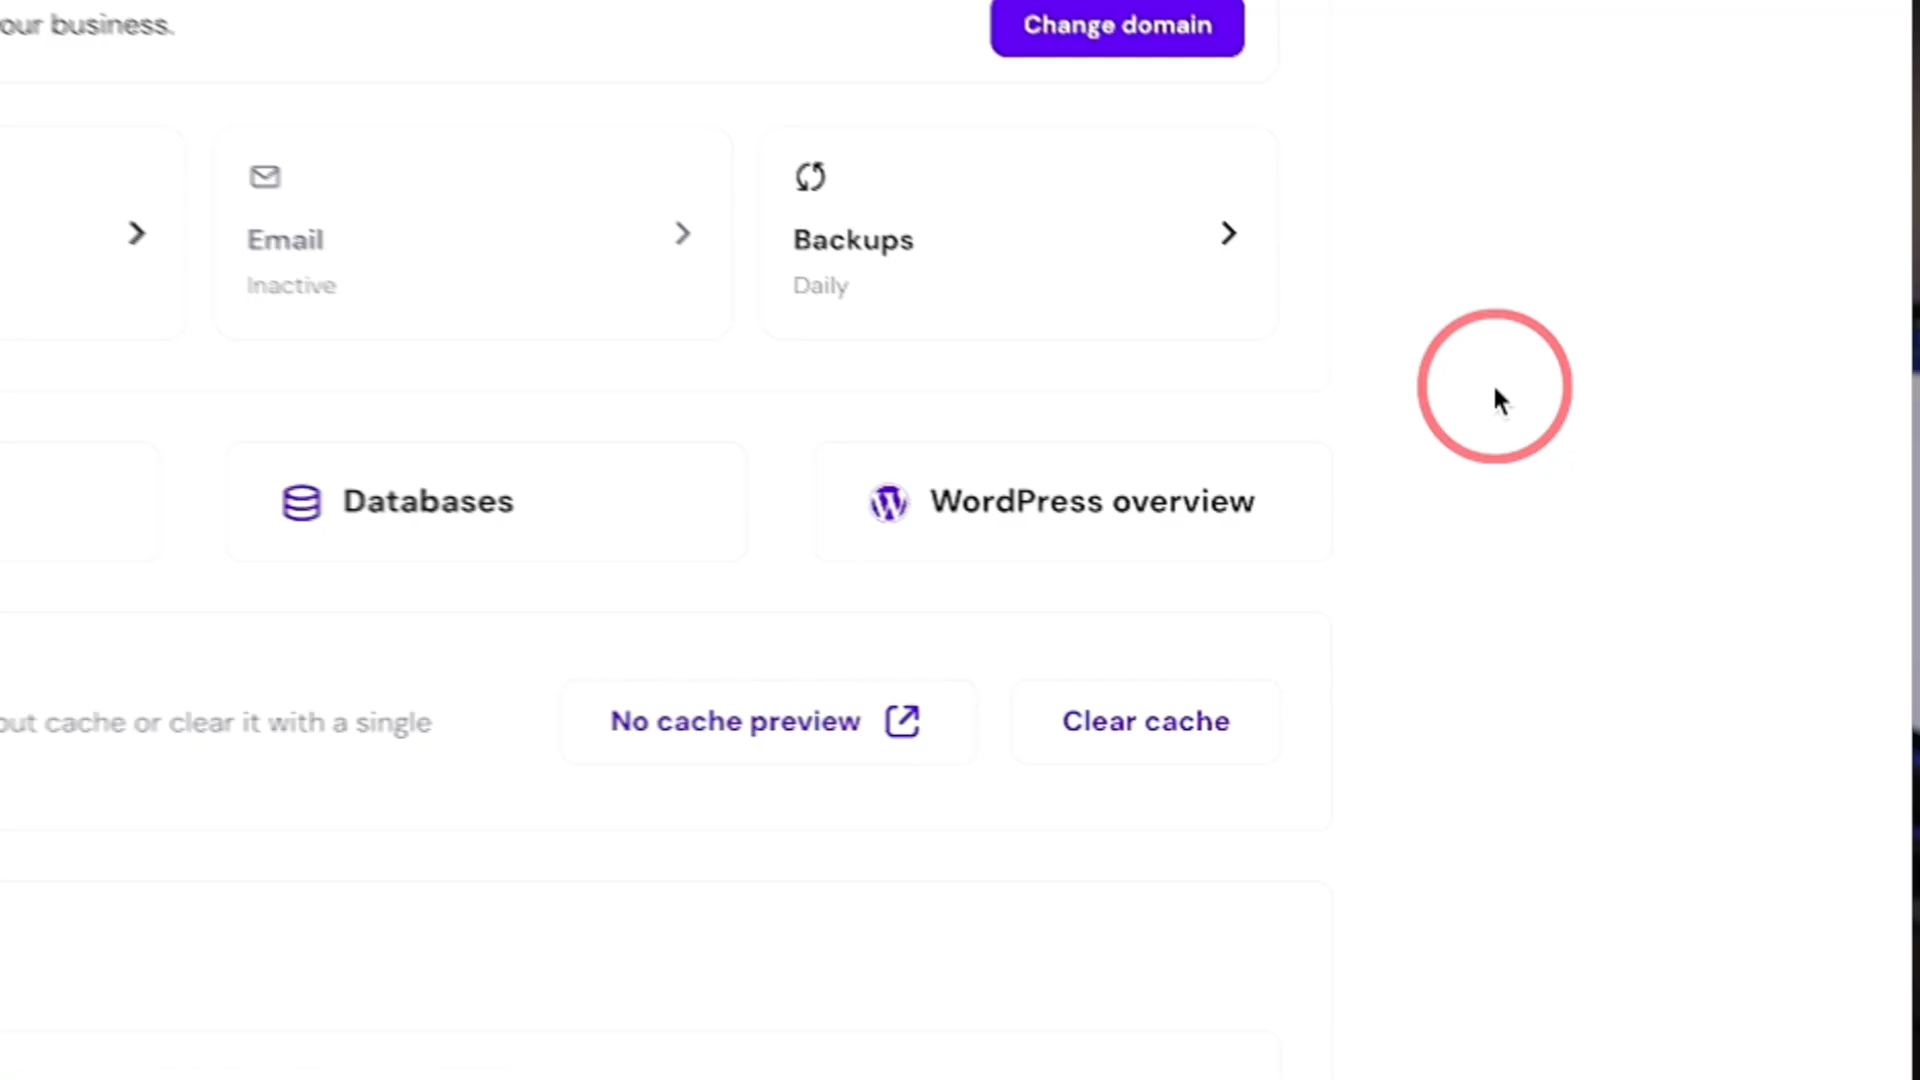 our business.
Change domain
Email
Inactive
Backups
Daily
Databases
WordPress overview
out cache or clear it with a single
No cache preview
Clear cache